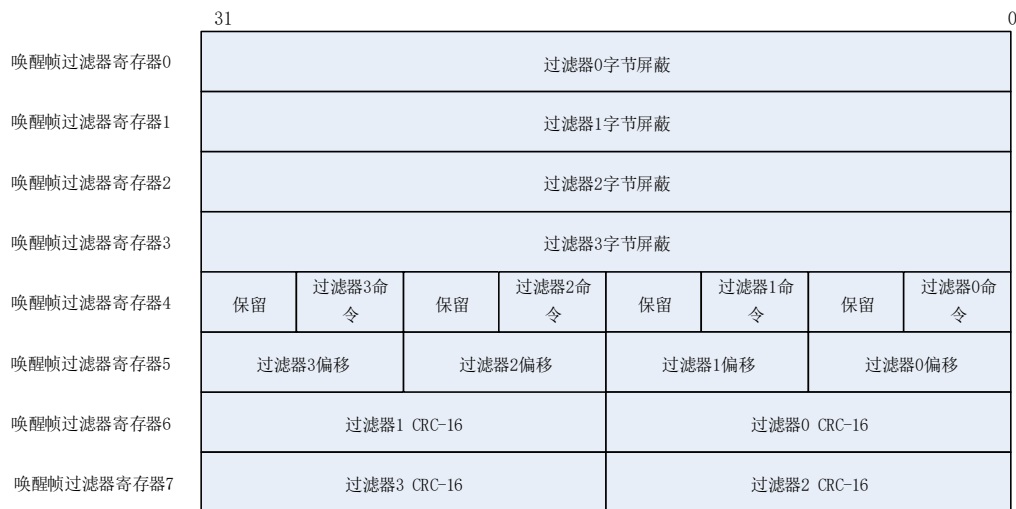 31 0
唤醒帧过滤器寄存器0 过滤器0字节屏蔽
唤醒帧过滤器寄存器1 过滤器1字节屏蔽
唤醒帧过滤器寄存器2 过滤器2字节屏蔽
唤醒帧过滤器寄存器3 过滤器3字节屏蔽
唤醒帧过滤器寄存器4 保留 过滤器3命令 保留 过滤器2命令 保留 过滤器1命令 保留 过滤器0命令
唤醒帧过滤器寄存器5 过滤器3偏移 过滤器2偏移 过滤器1偏移 过滤器0偏移
唤醒帧过滤器寄存器6 过滤器1 CRC-16 过滤器0 CRC-16
唤醒帧过滤器寄存器7 过滤器3 CRC-16 过滤器2 CRC-16